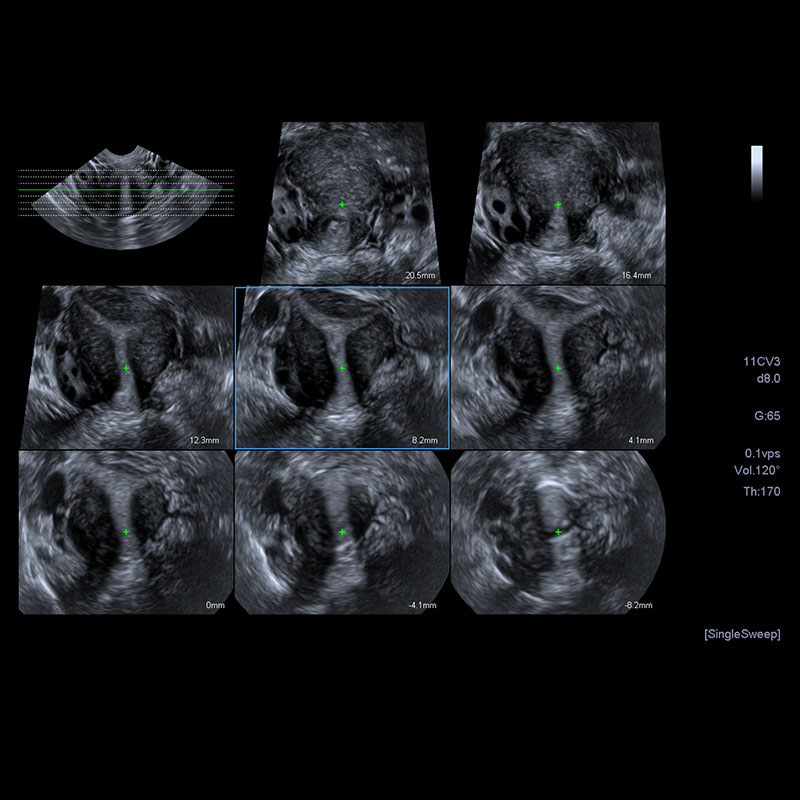 20.5mm
16.4mm
12.3mm
8.2mm
4.1mm
0mm
-4.1mm
-8.2mm
11CV3
d8.0
G:65
0.1vps
Vol.120°
Th:170
[SingleSweep]